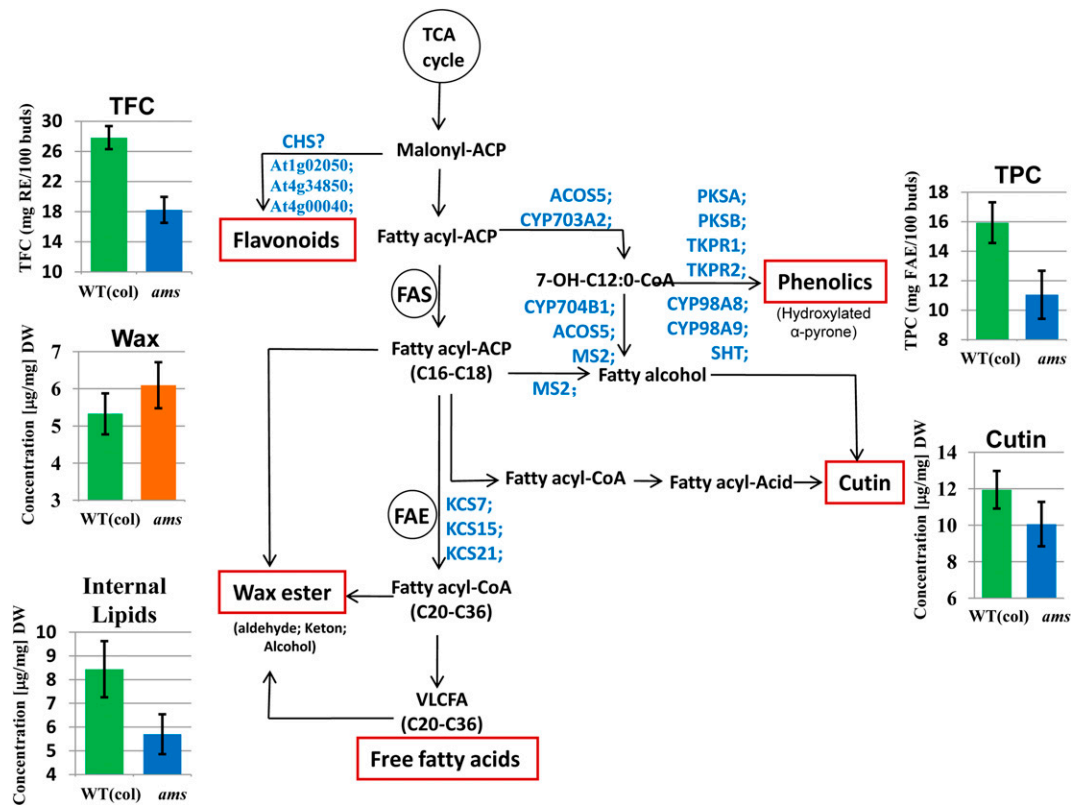 TCA
cycle
TFC
TFC (mg RE/100 buds)
30
26
22
18
14
10
WT(col) ams
CHS?
At1g02050;
At4g34850;
At4g00040;
Flavonoids
Malonyl-ACP
Fatty acyl-ACP
ACOS5;
CYP703A2;
PKSA;
PKSB;
TKPR1;
TKPR2;
7-OH-C12:0-CoA
Phenolics
(Hydroxylated
α-pyrone)
TPC
TPC (mg FAE/100 buds)
18
16
14
12
10
8
WT(col) ams
FAS
CYP704B1;
ACOS5;
MS2;
CYP98A8;
CYP98A9;
SHT;
Wax
Concentration [µg/mg] DW
7
6
5
4
3
WT(col) ams
Fatty acyl-ACP
(C16-C18)
MS2;
Fatty alcohol
Fatty acyl-CoA
Fatty acyl-Acid
Cutin
Cutin
Concentration [µg/mg] DW
14
12
10
8
6
WT(col) ams
FAE
KCS7;
KCS15;
KCS21;
Internal
Lipids
Concentration [µg/mg] DW
10
9
8
7
6
5
4
WT(col) ams
Wax ester
(aldehyde; Keton;
Alcohol)
Fatty acyl-CoA
(C20-C36)
VLCFA
(C20-C36)
Free fatty acids